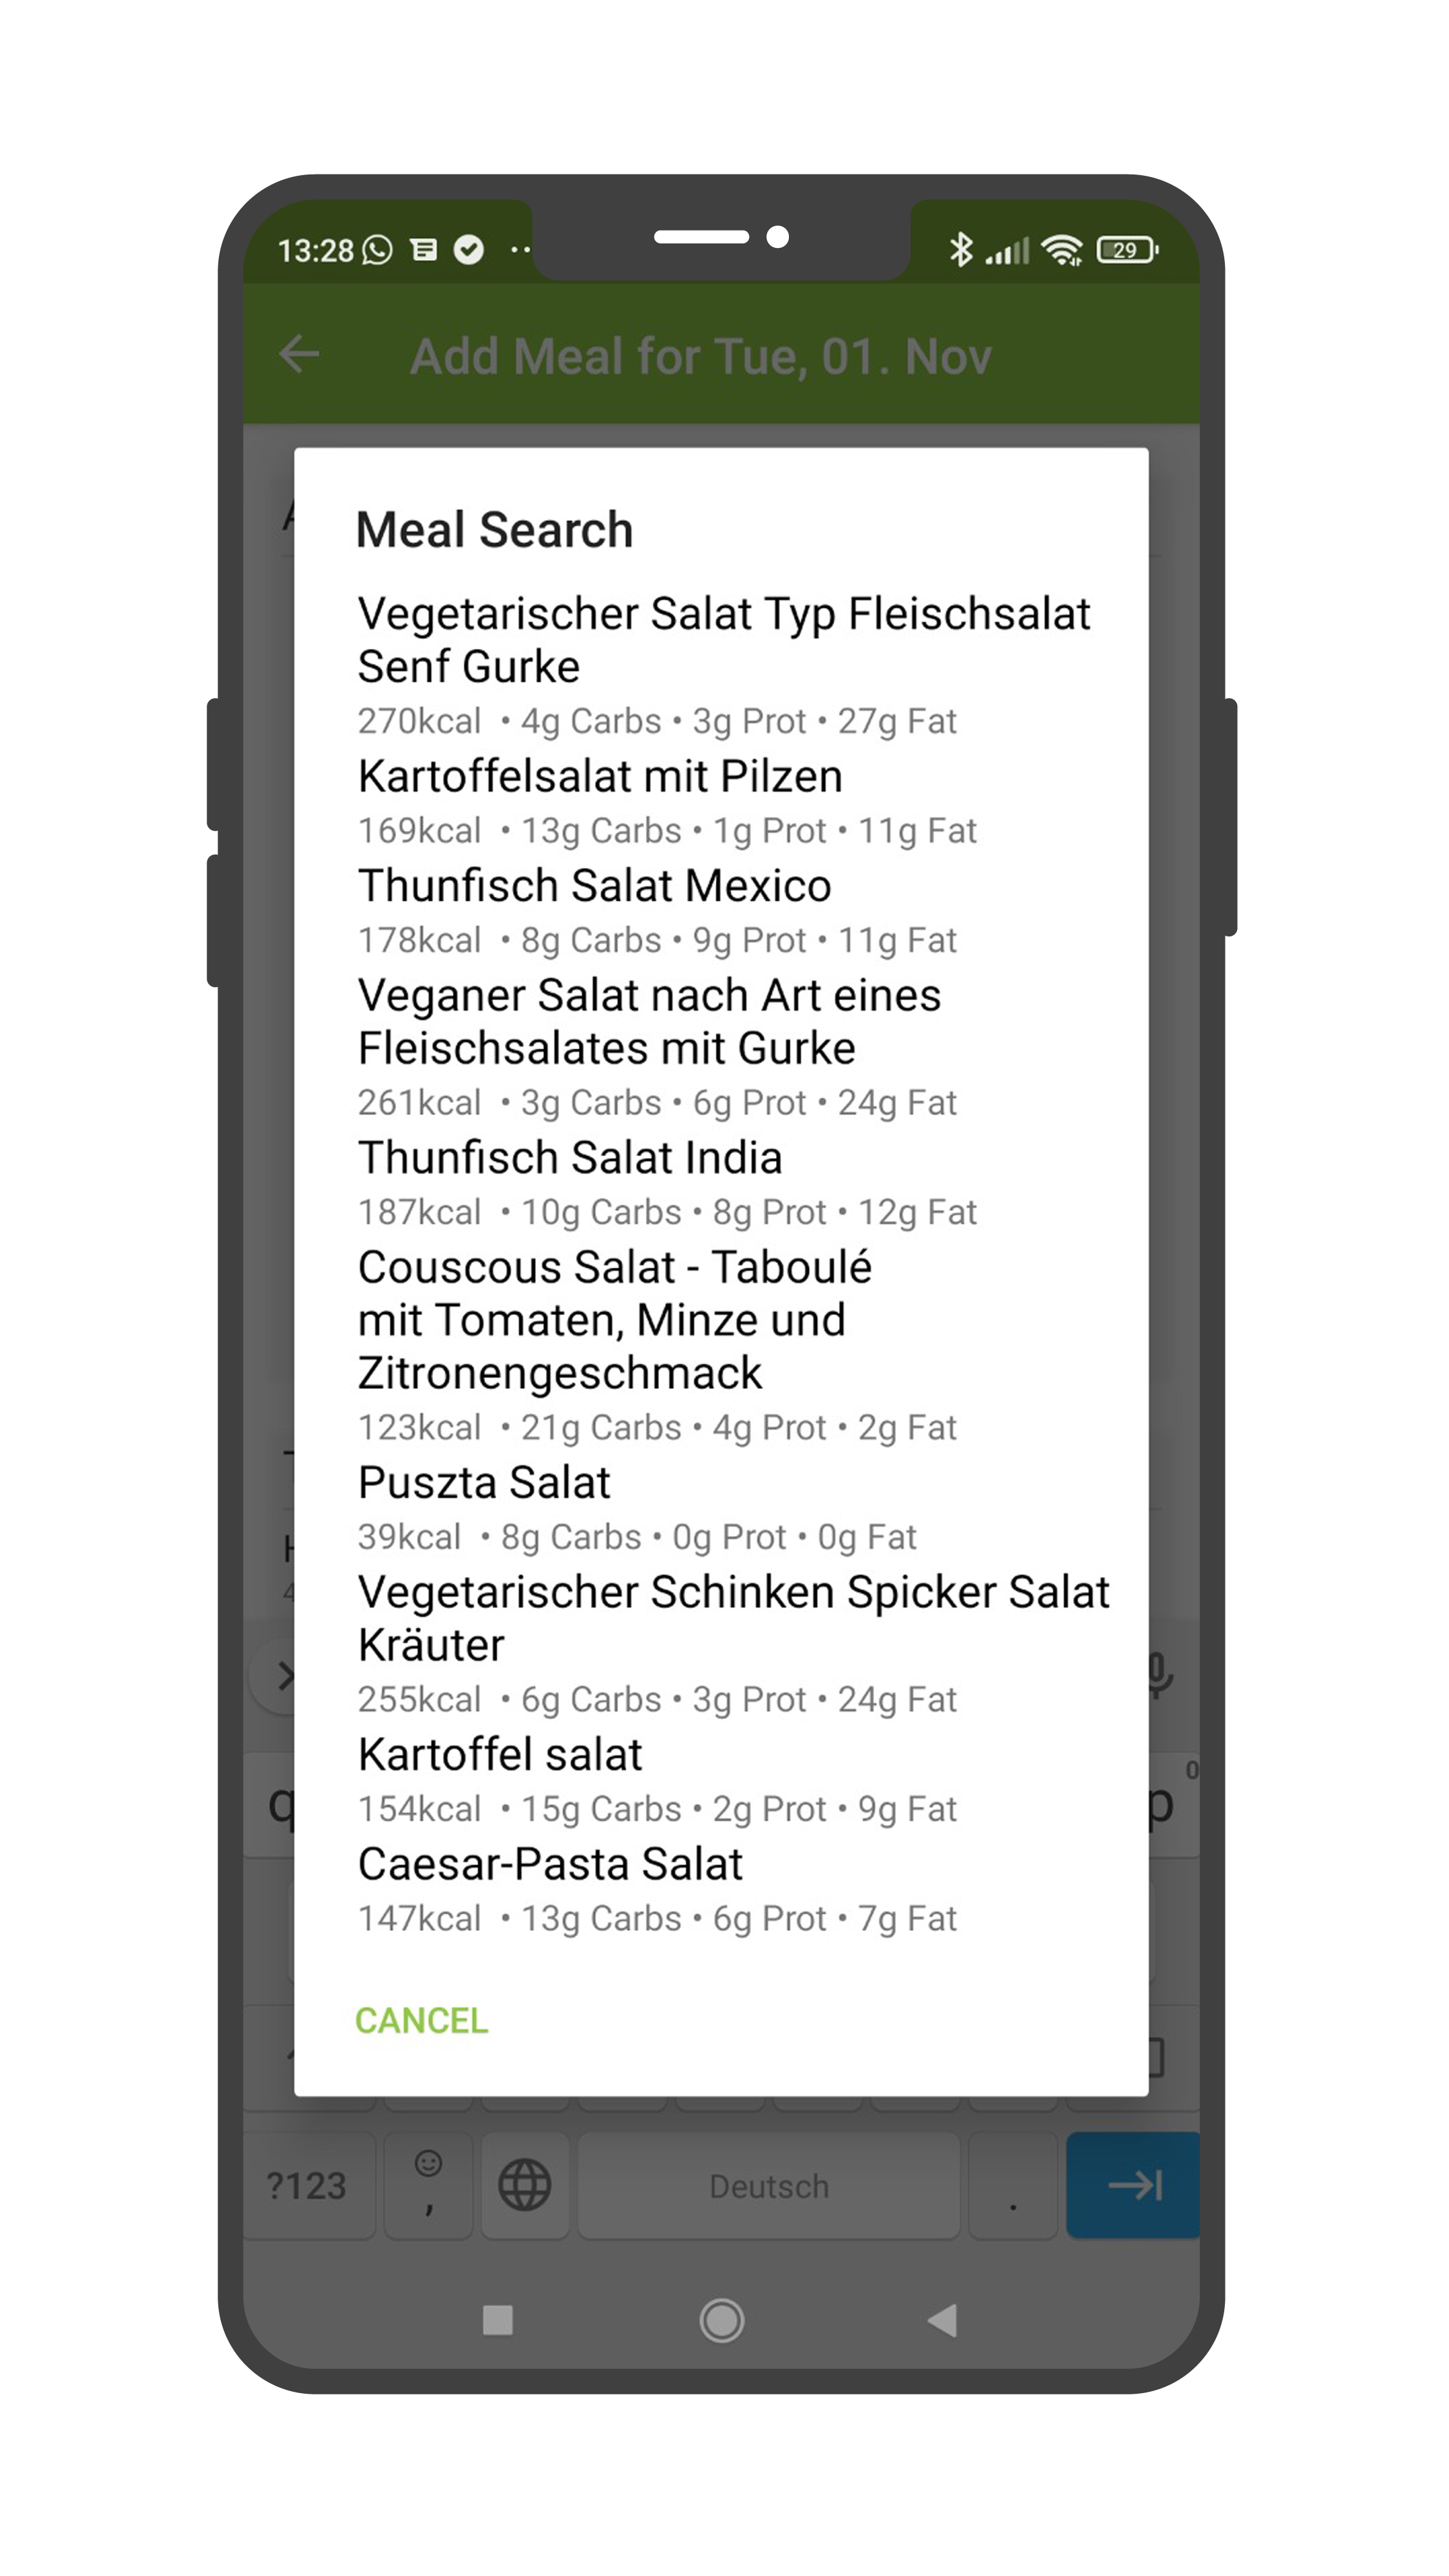 13:28
29
Add Meal for Tue, 01. Nov
Meal Search
Vegetarischer Salat Typ Fleischsalat
Senf Gurke
270kcal • 4g Carbs • 3g Prot • 27g Fat
Kartoffelsalat mit Pilzen
169kcal • 13g Carbs • 1g Prot • 11g Fat
Thunfisch Salat Mexico
178kcal • 8g Carbs • 9g Prot • 11g Fat
Veganer Salat nach Art eines
Fleischsalates mit Gurke
261kcal • 3g Carbs • 6g Prot • 24g Fat
Thunfisch Salat India
187kcal • 10g Carbs • 8g Prot • 12g Fat
Couscous Salat - Taboulé
mit Tomaten, Minze und
Zitronengeschmack
123kcal • 21g Carbs • 4g Prot • 2g Fat
Puszta Salat
39kcal • 8g Carbs • 0g Prot • 0g Fat
Vegetarischer Schinken Spicker Salat
Kräuter
255kcal • 6g Carbs • 3g Prot • 24g Fat
Kartoffel salat
154kcal • 15g Carbs • 2g Prot • 9g Fat
Caesar-Pasta Salat
147kcal • 13g Carbs • 6g Prot • 7g Fat
CANCEL
q p 0
?123 , Deutsch .